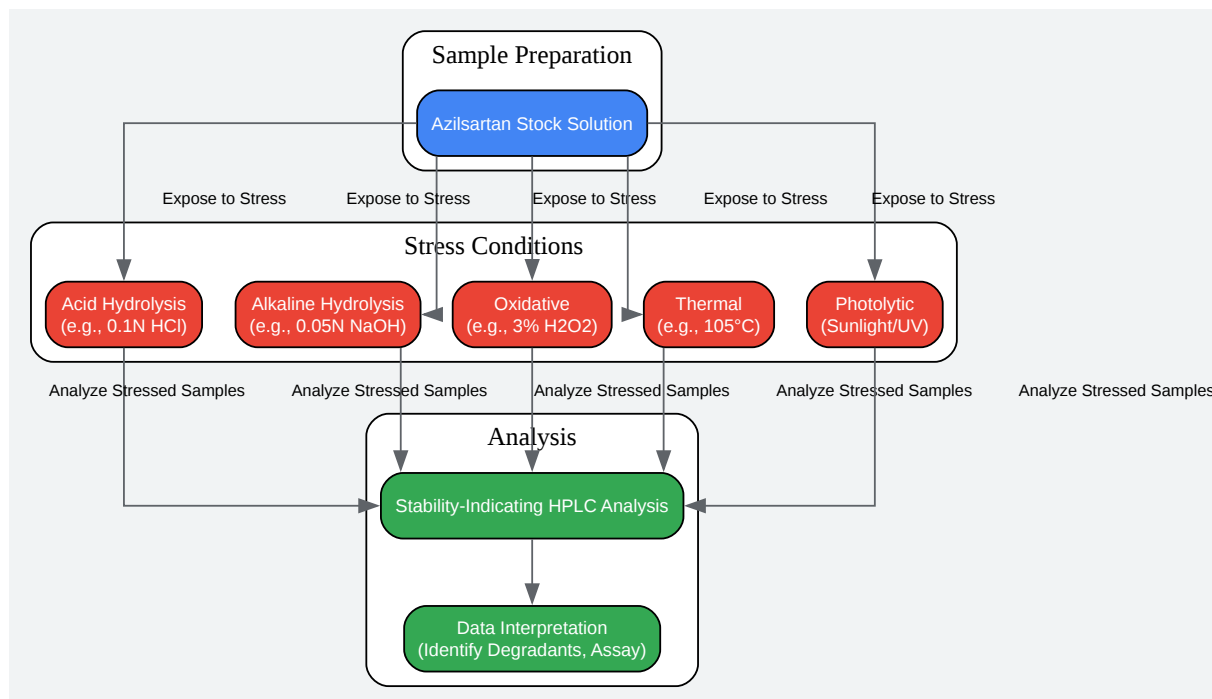 Sample Preparation
Azilsartan Stock Solution
Expose to Stress
Expose to Stress
Expose to Stress
Expose to Stress
Expose to Stress
Stress Conditions
Acid Hydrolysis
(e.g., 0.1N HCl)
Alkaline Hydrolysis
(e.g., 0.05N NaOH)
Oxidative
(e.g., 3% H2O2)
Thermal
(e.g., 105°C)
Photolytic
(Sunlight/UV)
Analyze Stressed Samples
Analyze Stressed Samples
Analyze Stressed Samples
Analyze Stressed Samples
Analyze Stressed Samples
Analysis
Stability-Indicating HPLC Analysis
Data Interpretation
(Identify Degradants, Assay)